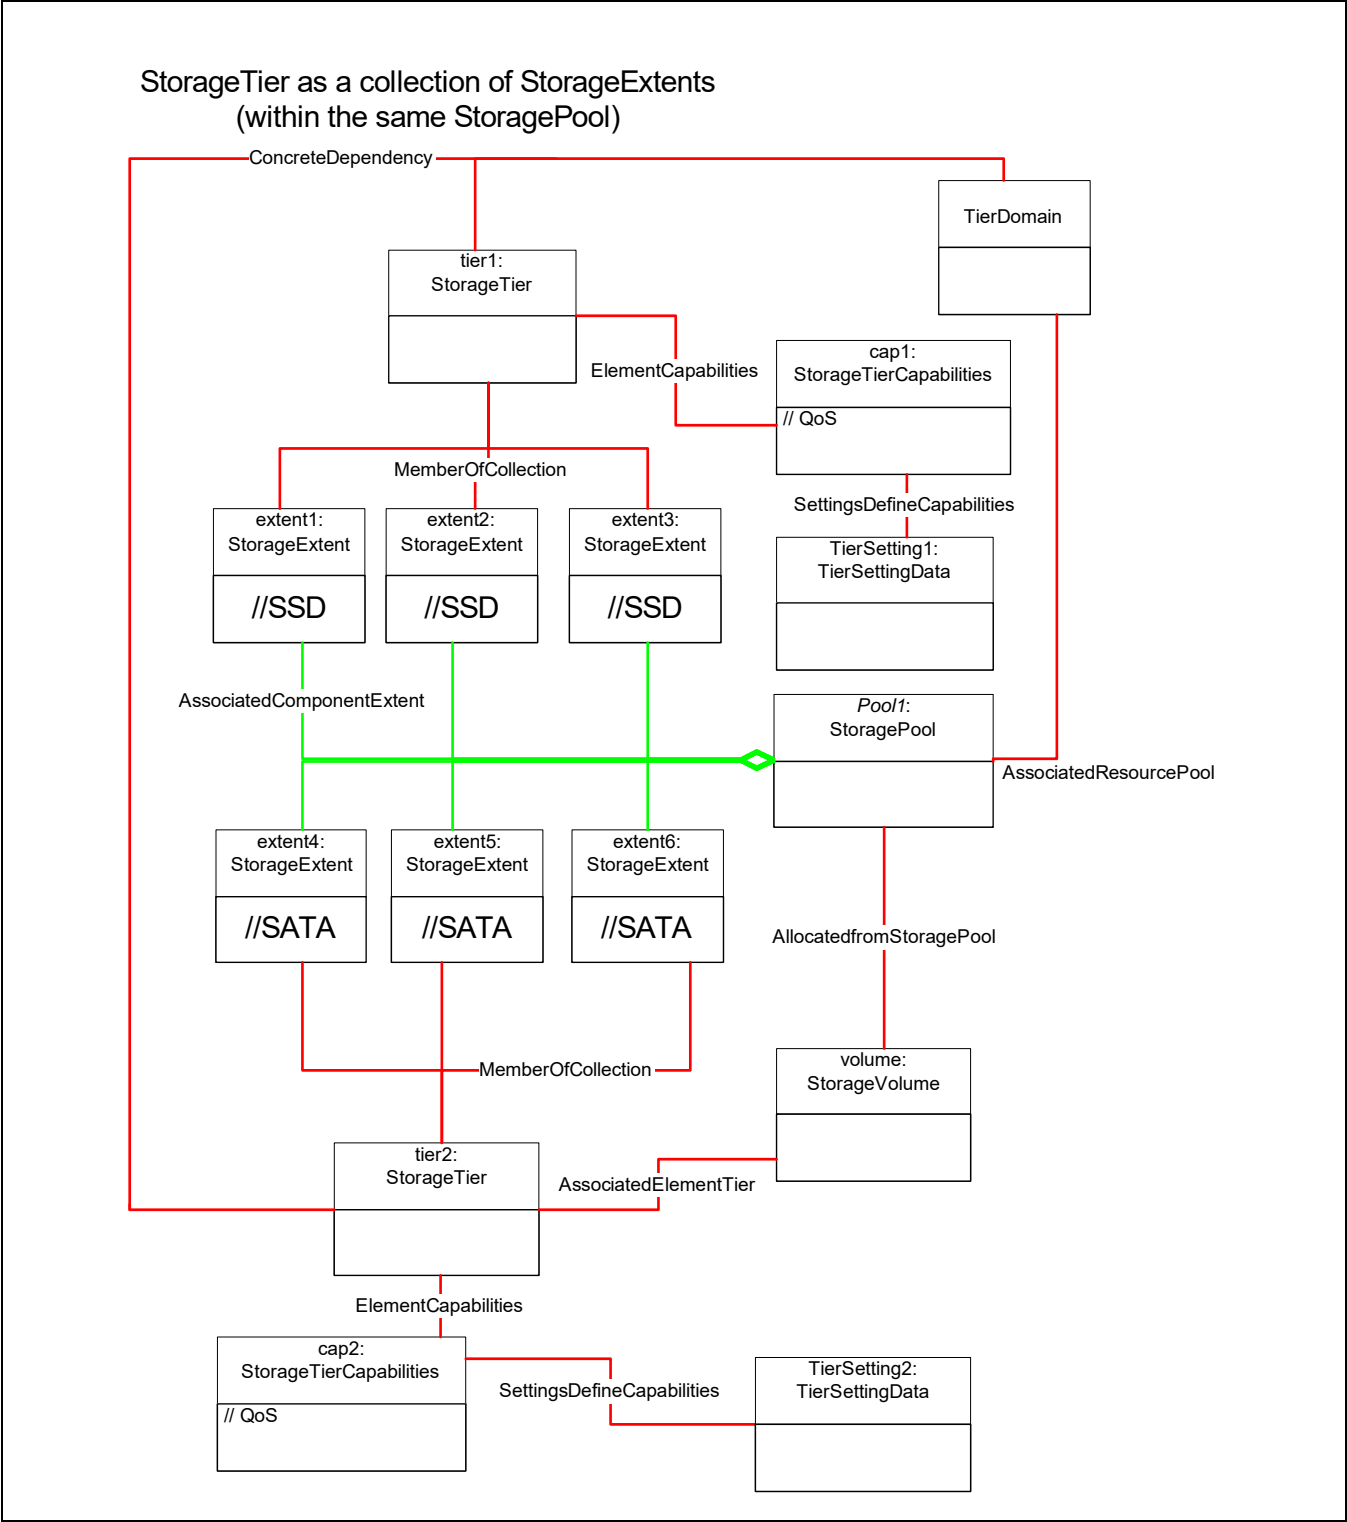 StorageTier as a collection of StorageExtents
(within the same StoragePool)
ConcreteDependency
TierDomain
tier1:
StorageTier
ElementCapabilities
cap1:
StorageTierCapabilities
// QoS
MemberOfCollection
SettingsDefineCapabilities
extent1:
StorageExtent
//SSD
extent2:
StorageExtent
//SSD
extent3:
StorageExtent
//SSD
TierSetting1:
TierSettingData
AssociatedComponentExtent
Pool1:
StoragePool
AssociatedResourcePool
extent4:
StorageExtent
//SATA
extent5:
StorageExtent
//SATA
extent6:
StorageExtent
//SATA
AllocatedfromStoragePool
MemberOfCollection
volume:
StorageVolume
tier2:
StorageTier
AssociatedElementTier
ElementCapabilities
cap2:
StorageTierCapabilities
// QoS
SettingsDefineCapabilities
TierSetting2:
TierSettingData